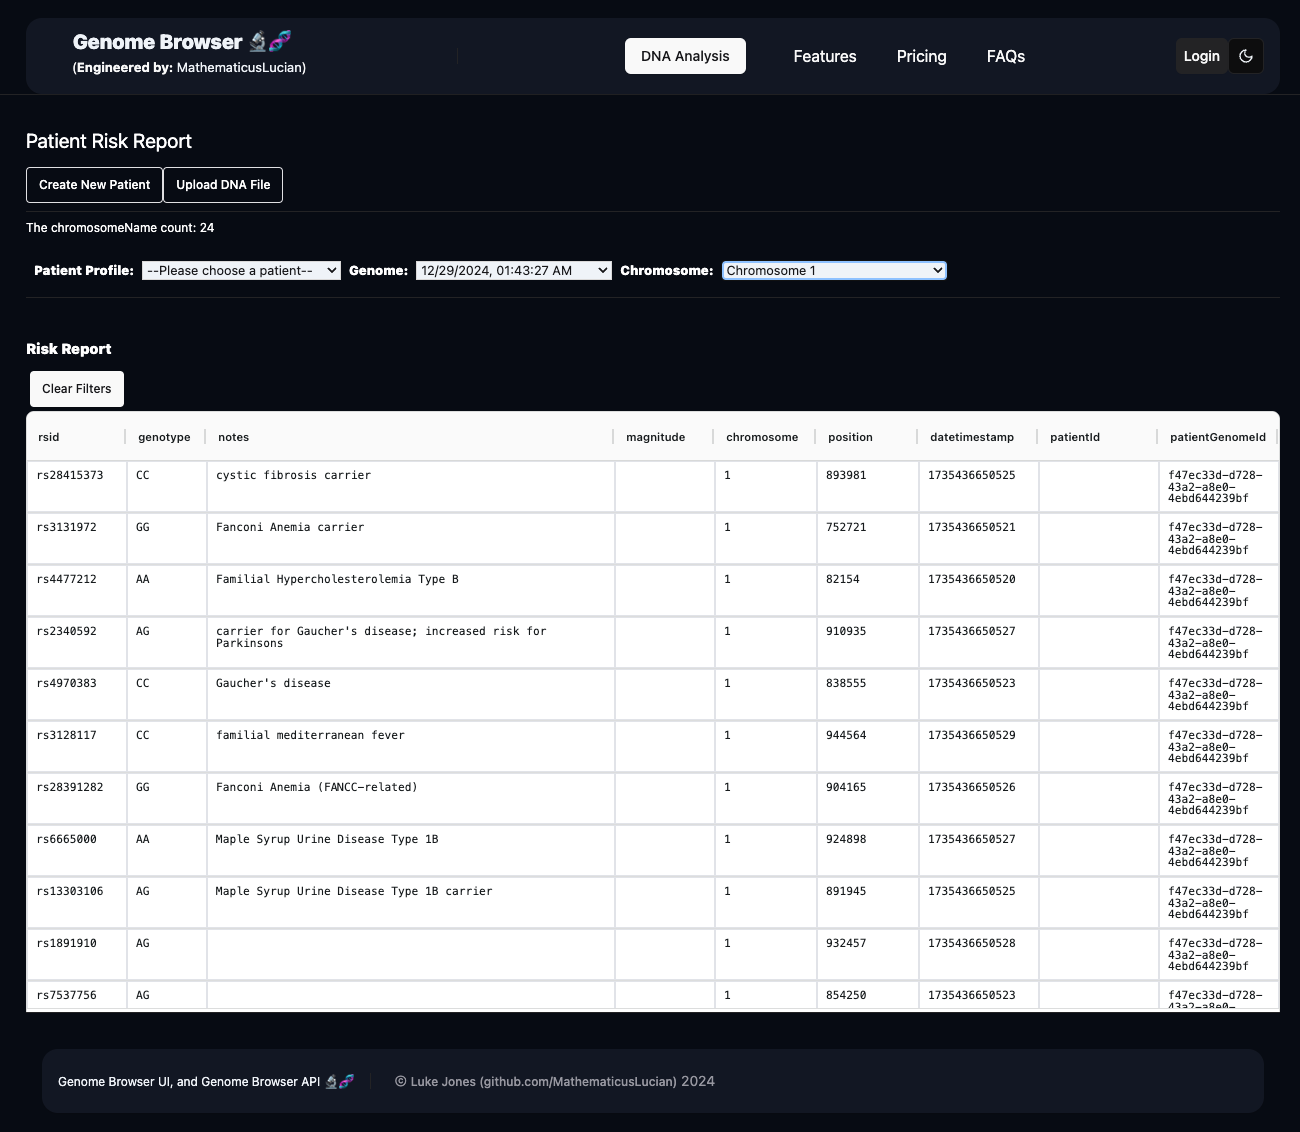 Genome Browser 🔬🧬
(Engineered by: MathematicusLucian)
DNA Analysis
Features
Pricing
FAQs
Login
Patient Risk Report
Create New Patient
Upload DNA File
The chromosomeName count: 24
Patient Profile: --Please choose a patient-- Genome: 12/29/2024, 01:43:27 AM Chromosome: Chromosome 1
Risk Report
Clear Filters
rsid genotype notes magnitude chromosome position datetimestamp patientId patientGenomeId
rs28415373 CC cystic fibrosis carrier 1 893981 1735436650525 f47ec33d-d728-
43a2-a8e0-
4ebd644239bf
rs3131972 GG Fanconi Anemia carrier 1 752721 1735436650521 f47ec33d-d728-
43a2-a8e0-
4ebd644239bf
rs4477212 AA Familial Hypercholesterolemia Type B 1 82154 1735436650520 f47ec33d-d728-
43a2-a8e0-
4ebd644239bf
rs2340592 AG carrier for Gaucher's disease; increased risk for 1 910935 1735436650527 f47ec33d-d728-
Parkinsons 43a2-a8e0-
4ebd644239bf
rs4970383 CC Gaucher's disease 1 838555 1735436650523 f47ec33d-d728-
43a2-a8e0-
4ebd644239bf
rs3128117 CC familial mediterranean fever 1 944564 1735436650529 f47ec33d-d728-
43a2-a8e0-
4ebd644239bf
rs28391282 GG Fanconi Anemia (FANCC-related) 1 904165 1735436650526 f47ec33d-d728-
43a2-a8e0-
4ebd644239bf
rs6665000 AA Maple Syrup Urine Disease Type 1B 1 924898 1735436650527 f47ec33d-d728-
43a2-a8e0-
4ebd644239bf
rs13303106 AG Maple Syrup Urine Disease Type 1B carrier 1 891945 1735436650525 f47ec33d-d728-
43a2-a8e0-
4ebd644239bf
rs1891910 AG 1 932457 1735436650528 f47ec33d-d728-
43a2-a8e0-
4ebd644239bf
rs7537756 AG 1 854250 1735436650523 f47ec33d-d728-
43a2-a8e0-
Genome Browser UI, and Genome Browser API 🔬🧬
© Luke Jones (github.com/MathematicusLucian) 2024